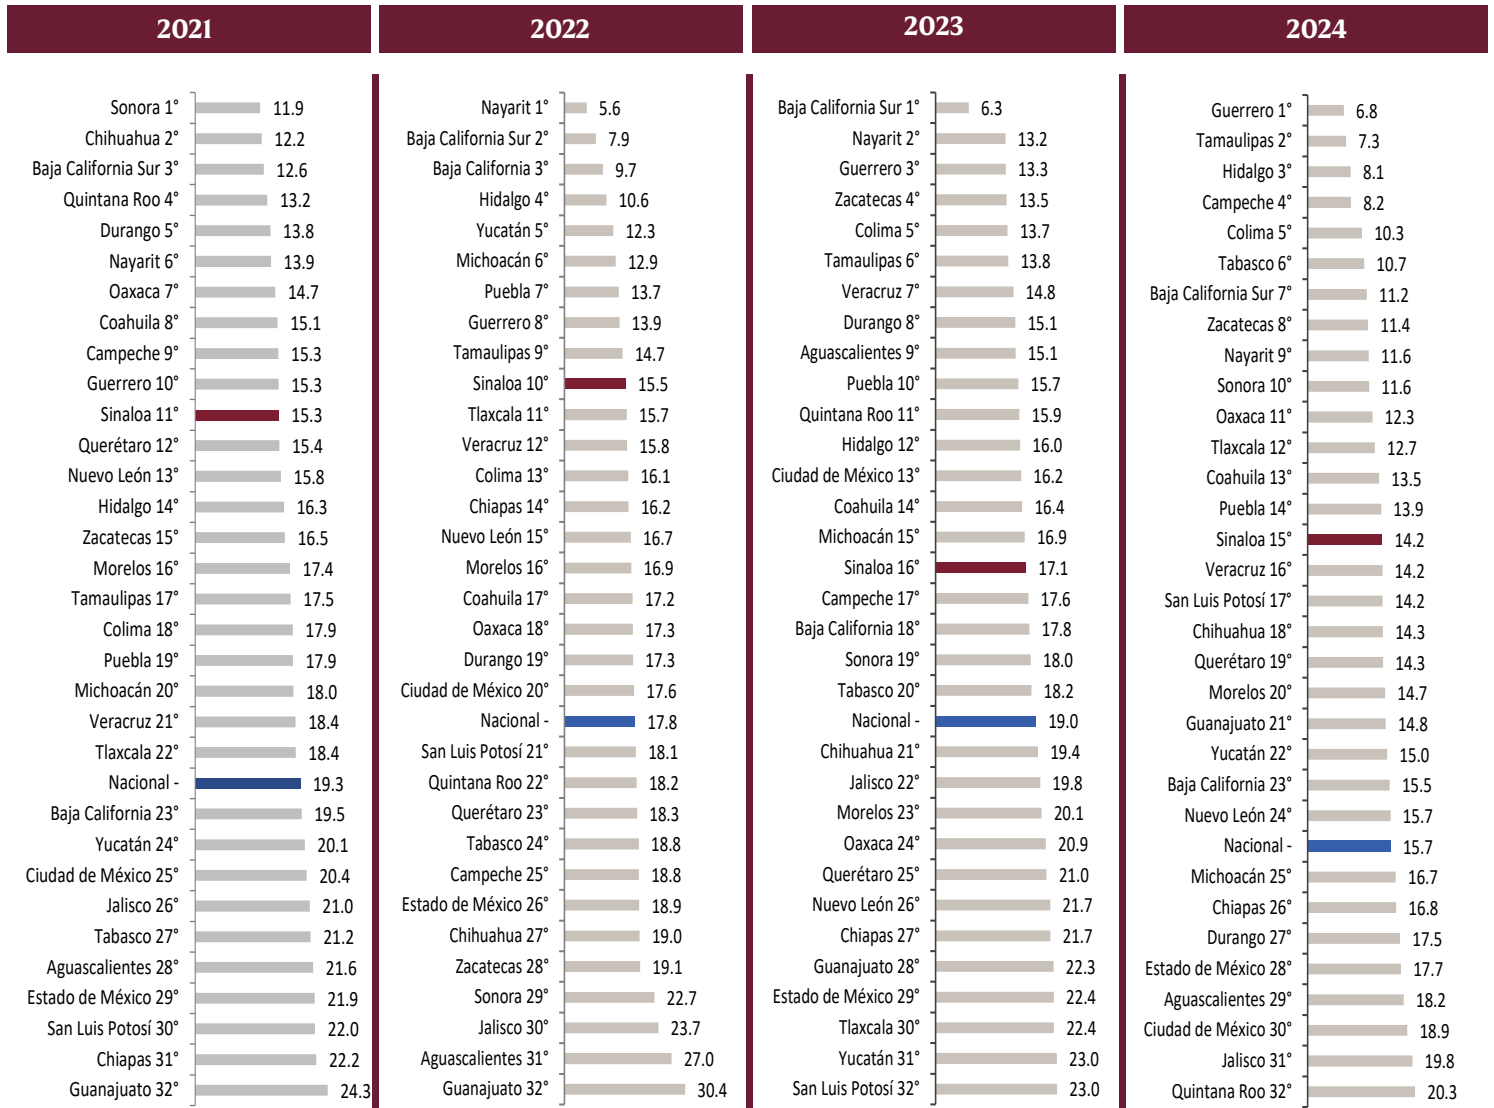 2021
Sonora 1° 11.9
Chihuahua 2° 12.2
Baja California Sur 3° 12.6
Quintana Roo 4° 13.2
Durango 5° 13.8
Nayarit 6° 13.9
Oaxaca 7° 14.7
Coahuila 8° 15.1
Campeche 9° 15.3
Guerrero 10° 15.3
Sinaloa 11° 15.3
Querétaro 12° 15.4
Nuevo León 13° 15.8
Hidalgo 14° 16.3
Zacatecas 15° 16.5
Morelos 16° 17.4
Tamaulipas 17° 17.5
Colima 18° 17.9
Puebla 19° 17.9
Michoacán 20° 18.0
Veracruz 21° 18.4
Tlaxcala 22° 18.4
Nacional - 19.3
Baja California 23° 19.5
Yucatán 24° 20.1
Ciudad de México 25° 20.4
Jalisco 26° 21.0
Tabasco 27° 21.2
Aguascalientes 28° 21.6
Estado de México 29° 21.9
San Luis Potosí 30° 22.0
Chiapas 31° 22.2
Guanajuato 32° 24.3
2022
Nayarit 1° 5.6
Baja California Sur 2° 7.9
Baja California 3° 9.7
Hidalgo 4° 10.6
Yucatán 5° 12.3
Michoacán 6° 12.9
Puebla 7° 13.7
Guerrero 8° 13.9
Tamaulipas 9° 14.7
Sinaloa 10° 15.5
Tlaxcala 11° 15.7
Veracruz 12° 15.8
Colima 13° 16.1
Chiapas 14° 16.2
Nuevo León 15° 16.7
Morelos 16° 16.9
Coahuila 17° 17.2
Oaxaca 18° 17.3
Durango 19° 17.3
Ciudad de México 20° 17.6
Nacional - 17.8
San Luis Potosí 21° 18.1
Quintana Roo 22° 18.2
Querétaro 23° 18.3
Tabasco 24° 18.8
Campeche 25° 18.8
Estado de México 26° 18.9
Chihuahua 27° 19.0
Zacatecas 28° 19.1
Sonora 29° 22.7
Jalisco 30° 23.7
Aguascalientes 31° 27.0
Guanajuato 32° 30.4
2023
Baja California Sur 1° 6.3
Nayarit 2° 13.2
Guerrero 3° 13.3
Zacatecas 4° 13.5
Colima 5° 13.7
Tamaulipas 6° 13.8
Veracruz 7° 14.8
Durango 8° 15.1
Aguascalientes 9° 15.1
Puebla 10° 15.7
Quintana Roo 11° 15.9
Hidalgo 12° 16.0
Ciudad de México 13° 16.2
Coahuila 14° 16.4
Michoacán 15° 16.9
Sinaloa 16° 17.1
Campeche 17° 17.6
Baja California 18° 17.8
Sonora 19° 18.0
Tabasco 20° 18.2
Nacional - 19.0
Chihuahua 21° 19.4
Jalisco 22° 19.8
Morelos 23° 20.1
Oaxaca 24° 20.9
Querétaro 25° 21.0
Nuevo León 26° 21.7
Chiapas 27° 21.7
Guanajuato 28° 22.3
Estado de México 29° 22.4
Tlaxcala 30° 22.4
Yucatán 31° 23.0
San Luis Potosí 32° 23.0
2024
Guerrero 1° 6.8
Tamaulipas 2° 7.3
Hidalgo 3° 8.1
Campeche 4° 8.2
Colima 5° 10.3
Tabasco 6° 10.7
Baja California Sur 7° 11.2
Zacatecas 8° 11.4
Nayarit 9° 11.6
Sonora 10° 11.6
Oaxaca 11° 12.3
Tlaxcala 12° 12.7
Coahuila 13° 13.5
Puebla 14° 13.9
Sinaloa 15° 14.2
Veracruz 16° 14.2
San Luis Potosí 17° 14.2
Chihuahua 18° 14.3
Querétaro 19° 14.3
Morelos 20° 14.7
Guanajuato 21° 14.8
Yucatán 22° 15.0
Baja California 23° 15.5
Nuevo León 24° 15.7
Nacional - 15.7
Michoacán 25° 16.7
Chiapas 26° 16.8
Durango 27° 17.5
Estado de México 28° 17.7
Aguascalientes 29° 18.2
Ciudad de México 30° 18.9
Jalisco 31° 19.8
Quintana Roo 32° 20.3